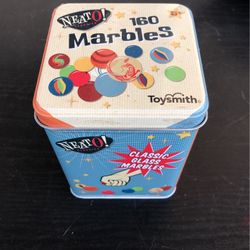 NEATO!
160
Marbles
Toysmith
NEATO!
CLASSIC
GLASS
MARBLES